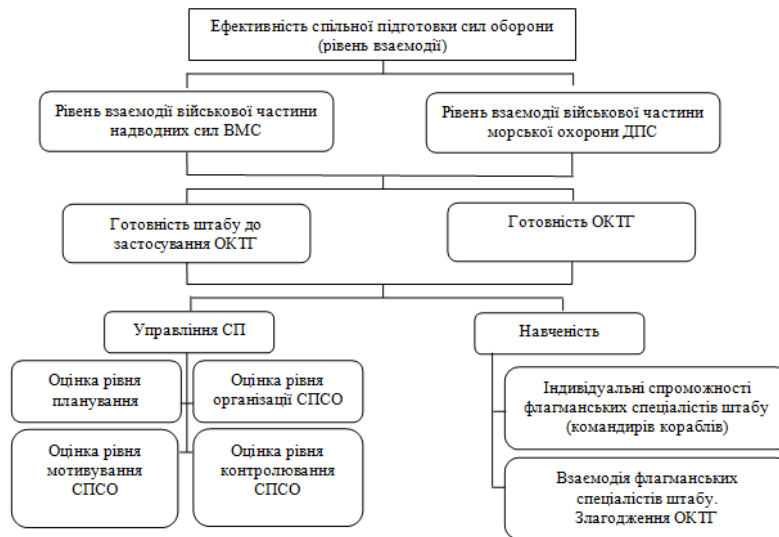 Ефективність спільної підготовки сил оборони
(рівень взаємодії)
Рівень взаємодії військової частини
надводних сил ВМС
Рівень взаємодії військової частини
морської охорони ДПС
Готовність штабу до
застосування ОКТГ
Готовність ОКТГ
Управління СП
Навченість
Оцінка рівня
планування
Оцінка рівня
організації СПСО
Оцінка рівня
мотивування
СПСО
Оцінка рівня
контролювання
СПСО
Індивідуальні спроможності
флагманських спеціалістів штабу
(командирів кораблів)
Взаємодія флагманських
спеціалістів штабу.
Злагодження ОКТГ